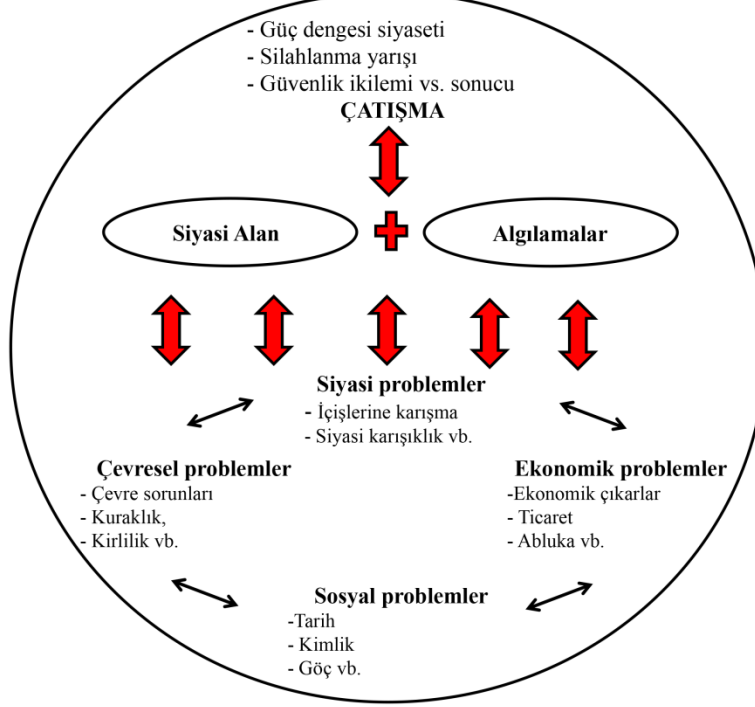 - Güç dengesi siyaseti
- Silahlanma yarışı
- Güvenlik ikilemi vs. sonucu
ÇATIŞMA
Siyasi Alan
Algılamalar
Siyasi problemler
- İçişlerine karışma
- Siyasi karışıklık vb.
Çevresel problemler
- Çevre sorunları
- Kuraklık,
- Kirlilik vb.
Ekonomik problemler
-Ekonomik çıkarlar
- Ticaret
- Abluka vb.
Sosyal problemler
-Tarih
- Kimlik
- Göç vb.